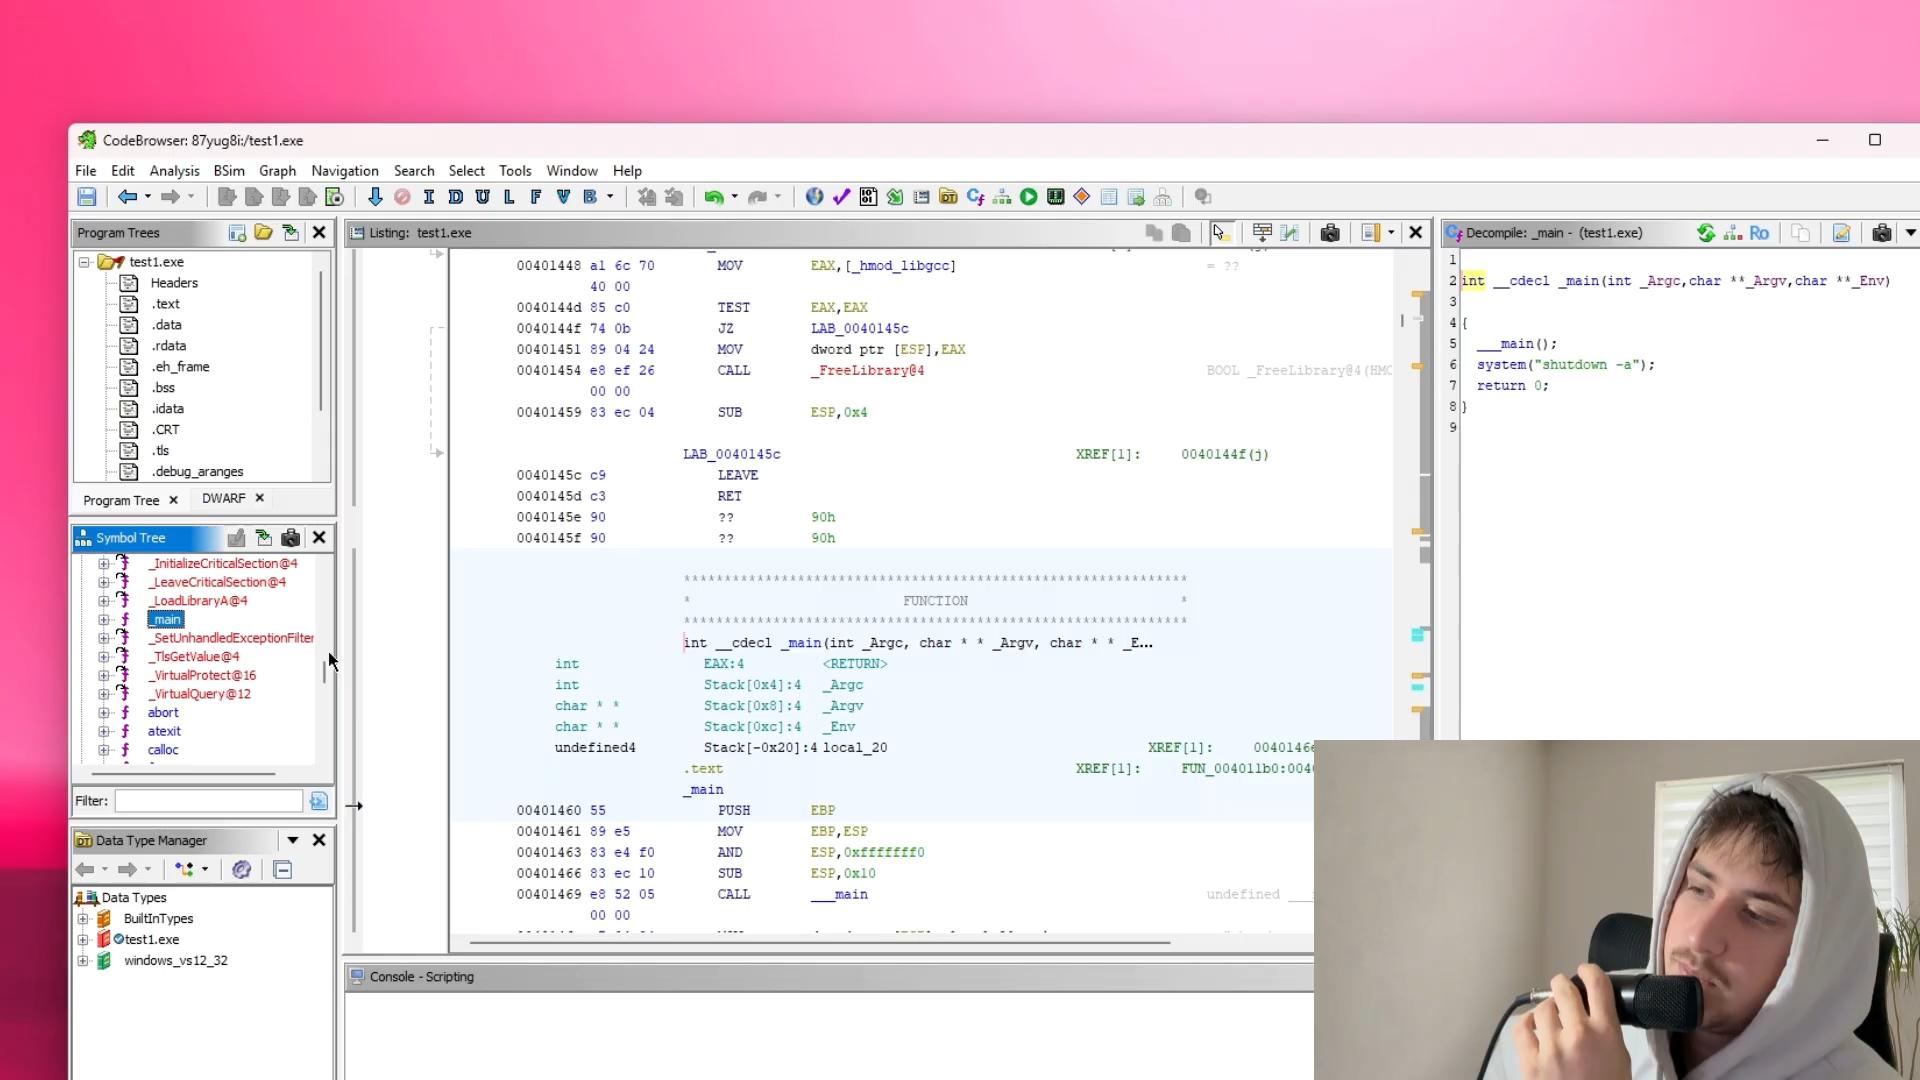 CodeBrowser: 87yug8i:/test1.exe
File Edit Analysis BSim Graph Navigation Search Select Tools Window Help
I D U L F V B
Program Trees
test1.exe
Headers
.text
.data
.rdata
.eh_frame
.bss
.idata
.CRT
.tls
.debug_aranges
Program Tree DWARF
Symbol Tree
_InitializeCriticalSection@4
_LeaveCriticalSection@4
_LoadLibraryA@4
_main
_SetUnhandledExceptionFilter
_TlsGetValue@4
_VirtualProtect@16
_VirtualQuery@12
abort
atexit
calloc
Filter:
Data Type Manager
Data Types
BuiltInTypes
test1.exe
windows_vs12_32
Listing: test1.exe
00401448 a1 6c 70 MOV EAX,[_hmod_libgcc] = ??
40 00
0040144d 85 c0 TEST EAX,EAX
0040144f 74 0b JZ LAB_0040145c
00401451 89 04 24 MOV dword ptr [ESP],EAX
00401454 e8 ef 26 CALL _FreeLibrary@4 BOOL _FreeLibrary@4(HMO
00 00
00401459 83 ec 04 SUB ESP,0x4
LAB_0040145c XREF[1]: 0040144f(j)
0040145c c9 LEAVE
0040145d c3 RET
0040145e 90 ?? 90h
0040145f 90 ?? 90h
************************************************************
* FUNCTION *
************************************************************
int __cdecl _main(int _Argc, char * * _Argv, char * * _E...
int EAX:4 <RETURN>
int Stack[0x4]:4 _Argc
char * * Stack[0x8]:4 _Argv
char * * Stack[0xc]:4 _Env
undefined4 Stack[-0x20]:4 local_20 XREF[1]: 0040146e
.text XREF[1]: FUN_004011b0:0040
_main
00401460 55 PUSH EBP
00401461 89 e5 MOV EBP,ESP
00401463 83 e4 f0 AND ESP,0xfffffff0
00401466 83 ec 10 SUB ESP,0x10
00401469 e8 52 05 CALL ___main undefined
00 00
Console - Scripting
Decompile: _main - (test1.exe) Ro
1
2 int __cdecl _main(int _Argc,char **_Argv,char **_Env)
3
4 {
5 ___main();
6 system("shutdown -a");
7 return 0;
8 }
9